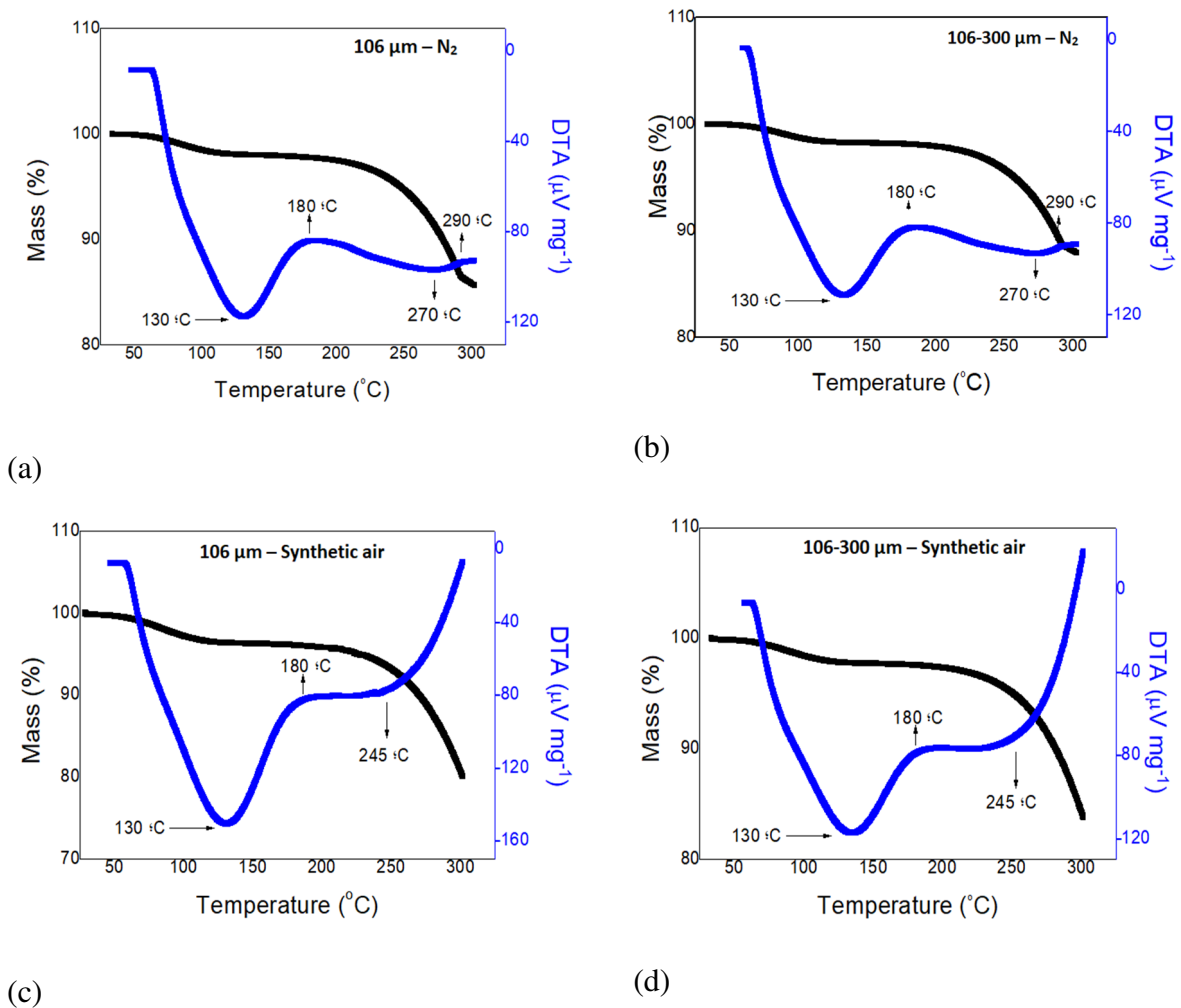 110
106 µm – N₂
0
100
-40
Mass (%)
DTA (µV mg⁻¹)
180 °C
290 °C
-80
90
130 °C
270 °C
-120
80
50 100 150 200 250 300
Temperature (°C)
(a)
110
106-300 µm – N₂
0
100
-40
Mass (%)
DTA (µV mg⁻¹)
180 °C
290 °C
-80
90
130 °C
270 °C
-120
80
50 100 150 200 250 300
Temperature (°C)
(b)
110
106 µm – Synthetic air
0
100
-40
Mass (%)
DTA (µV mg⁻¹)
180 °C
90
-80
245 °C
80
-120
130 °C
-160
70
50 100 150 200 250 300
Temperature (°C)
(c)
110
106-300 µm – Synthetic air
0
100
-40
Mass (%)
DTA (µV mg⁻¹)
180 °C
90
-80
245 °C
130 °C
-120
80
50 100 150 200 250 300
Temperature (°C)
(d)